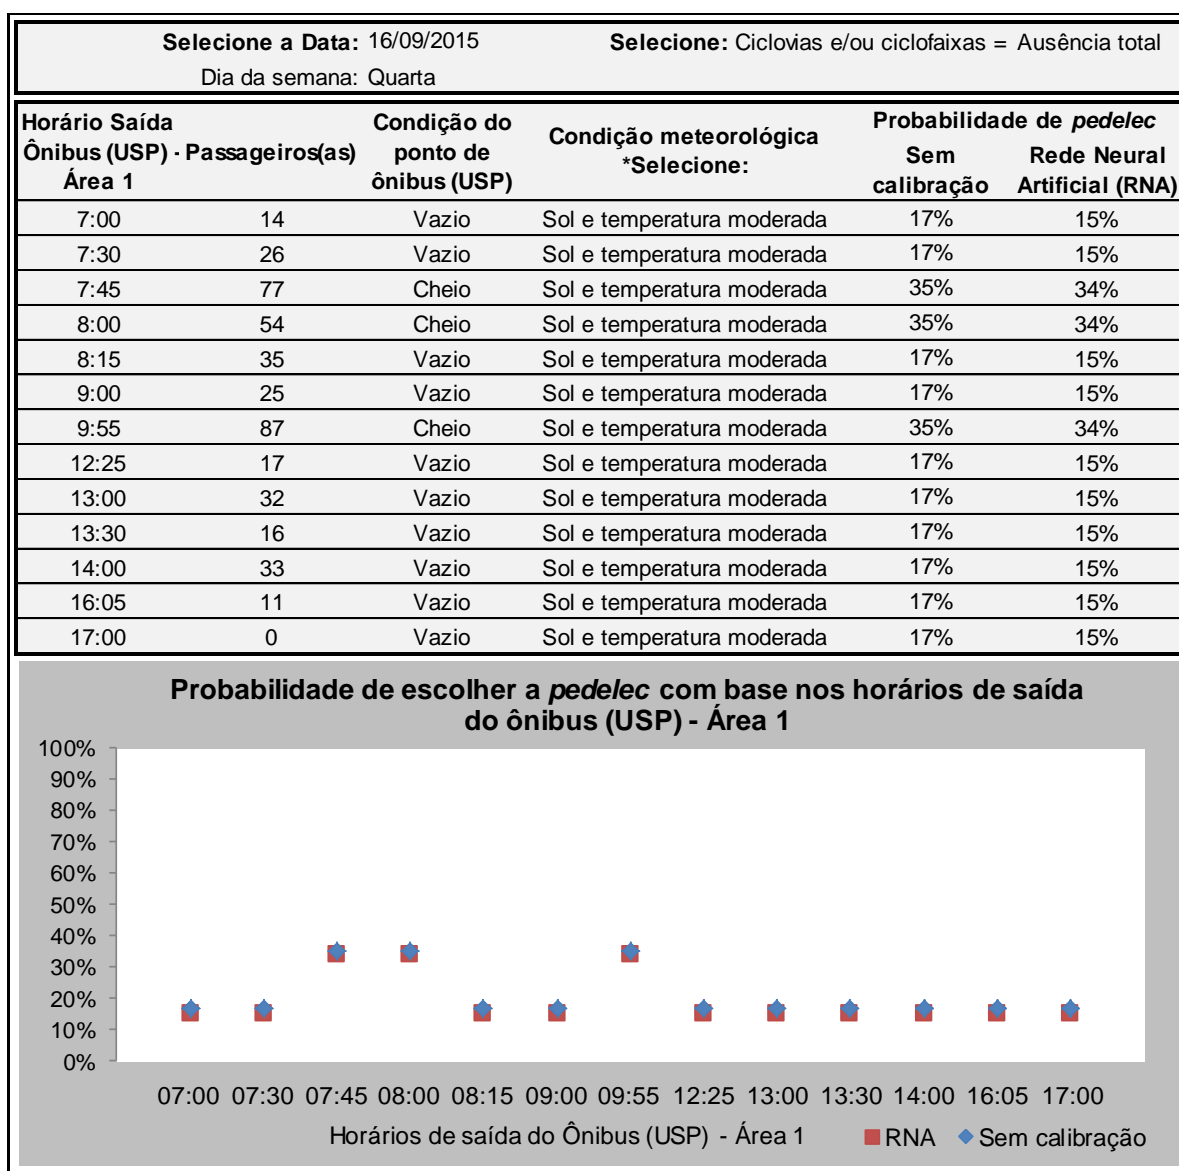 Selecione a Data: 16/09/2015 Selecione: Ciclovias e/ou ciclofaixas = Ausência total
Dia da semana: Quarta
Horário Saída Ônibus (USP) - Área 1 Passageiros(as) Condição do ponto de ônibus (USP) Condição meteorológica *Selecione: Probabilidade de pedelec
Sem calibração Rede Neural Artificial (RNA)
7:00 14 Vazio Sol e temperatura moderada 17% 15%
7:30 26 Vazio Sol e temperatura moderada 17% 15%
7:45 77 Cheio Sol e temperatura moderada 35% 34%
8:00 54 Cheio Sol e temperatura moderada 35% 34%
8:15 35 Vazio Sol e temperatura moderada 17% 15%
9:00 25 Vazio Sol e temperatura moderada 17% 15%
9:55 87 Cheio Sol e temperatura moderada 35% 34%
12:25 17 Vazio Sol e temperatura moderada 17% 15%
13:00 32 Vazio Sol e temperatura moderada 17% 15%
13:30 16 Vazio Sol e temperatura moderada 17% 15%
14:00 33 Vazio Sol e temperatura moderada 17% 15%
16:05 11 Vazio Sol e temperatura moderada 17% 15%
17:00 0 Vazio Sol e temperatura moderada 17% 15%
Probabilidade de escolher a pedelec com base nos horários de saída
do ônibus (USP) - Área 1
100%
90%
80%
70%
60%
50%
40%
30%
20%
10%
0%
07:00 07:30 07:45 08:00 08:15 09:00 09:55 12:25 13:00 13:30 14:00 16:05 17:00
Horários de saída do Ônibus (USP) - Área 1 RNA Sem calibração